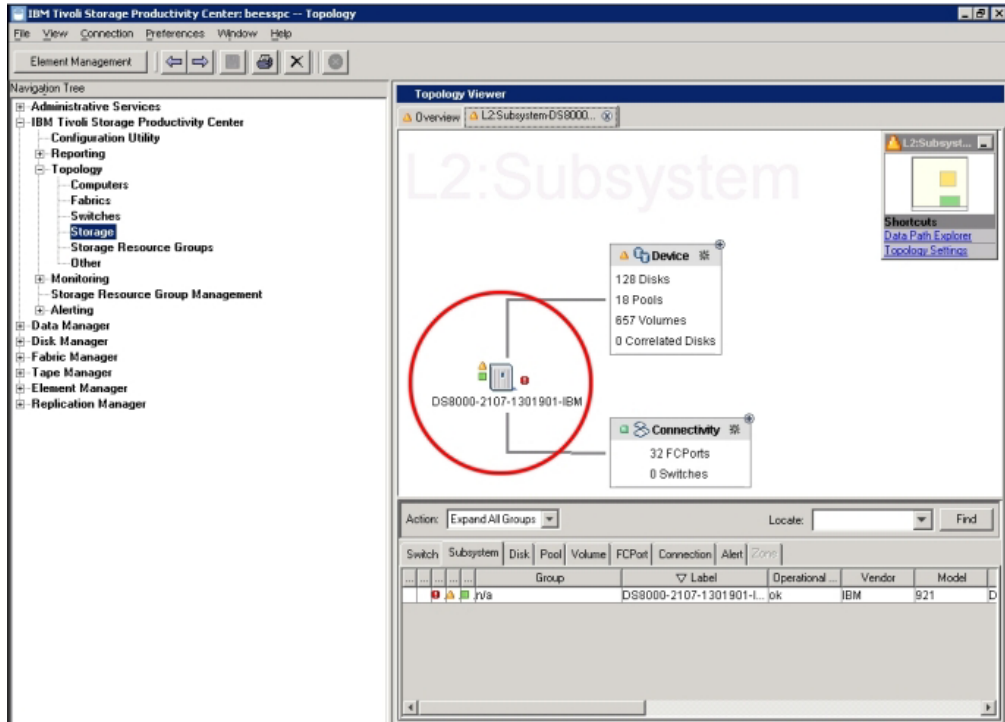 IBM Tivoli Storage Productivity Center: beesspc -- Topology
File View Connection Preferences Window Help
Element Management
Navigation Tree
Administrative Services
IBM Tivoli Storage Productivity Center
Configuration Utility
Reporting
Topology
Computers
Fabrics
Switches
Storage
Storage Resource Groups
Other
Monitoring
Storage Resource Group Management
Alerting
Data Manager
Disk Manager
Fabric Manager
Tape Manager
Element Manager
Replication Manager
Topology Viewer
Overview L2:Subsystem-DS8000...
L2:Subsystem
L2:Subsyst...
Shortcuts
Data Path Explorer
Topology Settings
Device
128 Disks
18 Pools
657 Volumes
0 Correlated Disks
DS8000-2107-1301901-IBM
Connectivity
32 FCPorts
0 Switches
Action: Expand All Groups Locate: Find
Switch Subsystem Disk Pool Volume FCPort Connection Alert Zone
... ... ... ... ... Group Label Operational ... Vendor Model
n/a DS8000-2107-1301901-I... ok IBM 921 D